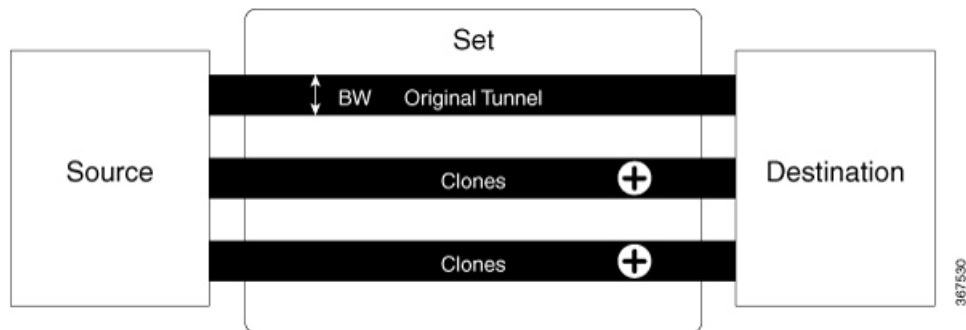 Set
BW Original Tunnel
Source
Clones
Destination
Clones
367530